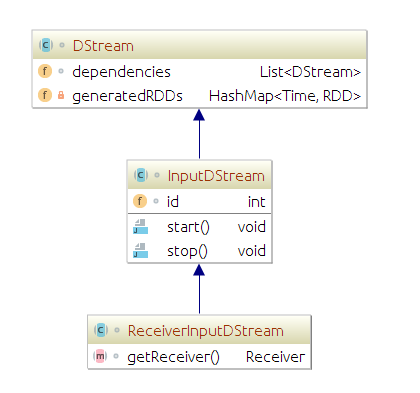 DStream
dependencies List<DStream>
generatedRDDs HashMap<Time, RDD>
InputDStream
id int
start() void
stop() void
ReceiverInputDStream
getReceiver() Receiver